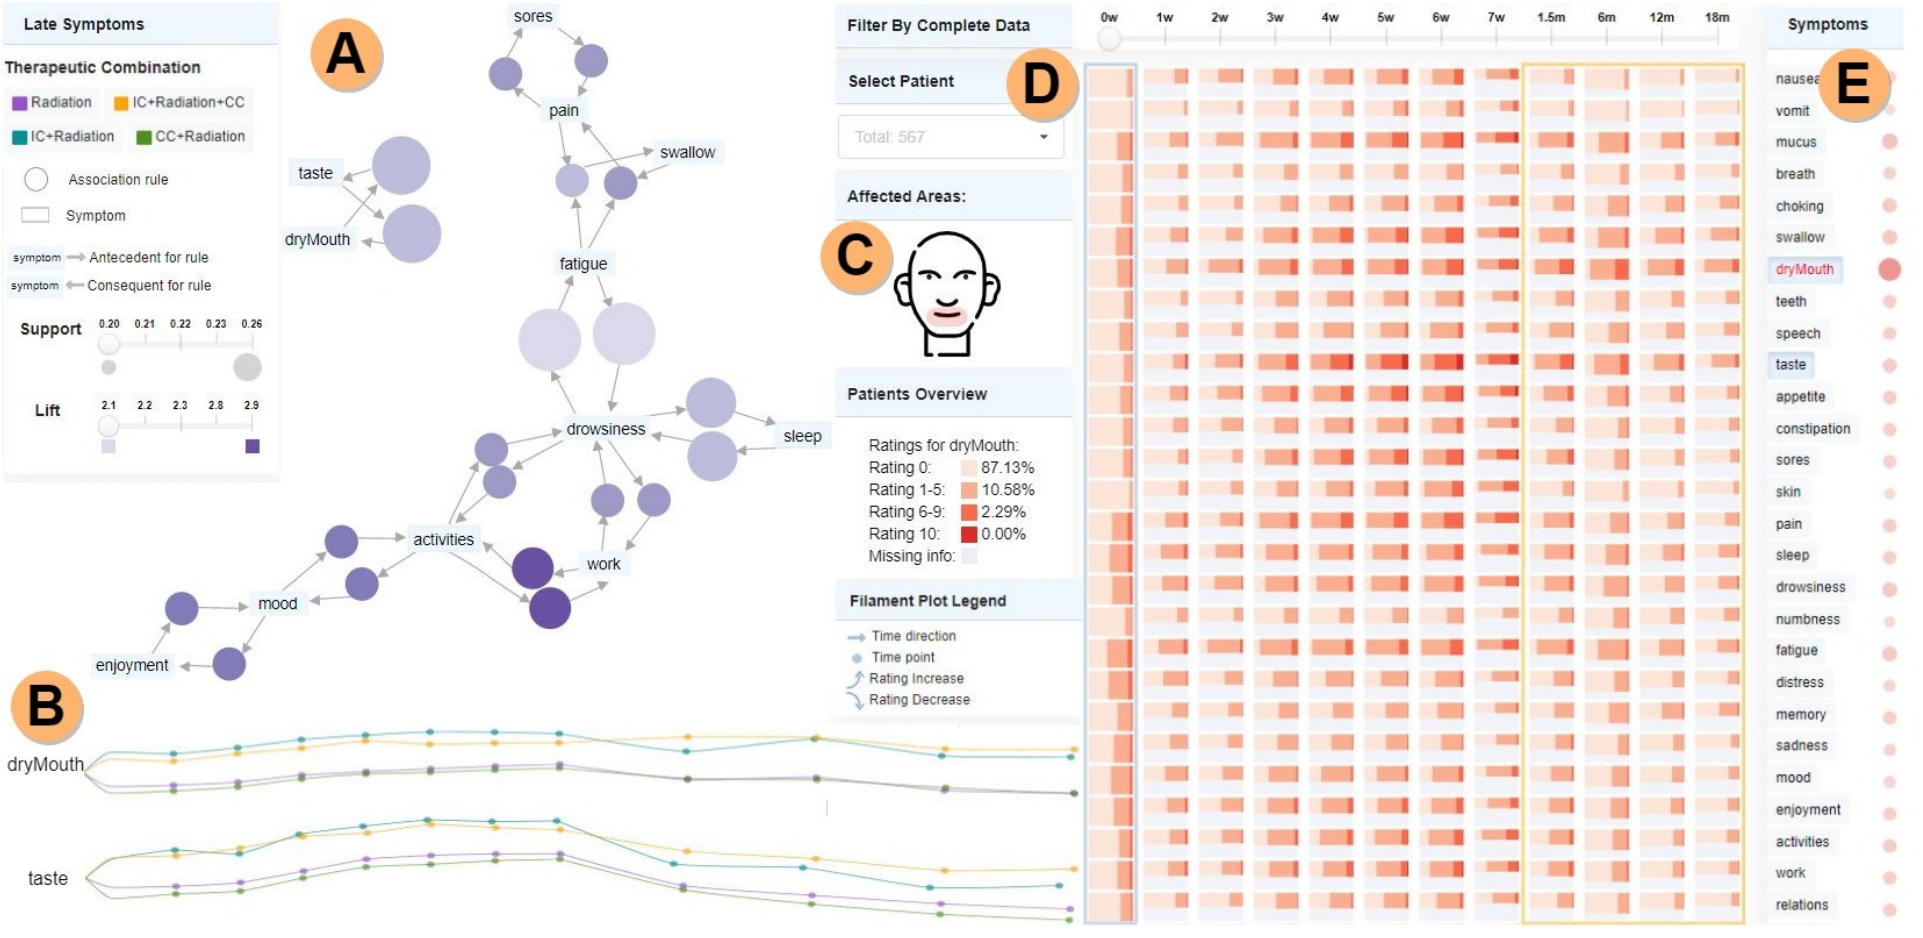 Late Symptoms
Therapeutic Combination
Radiation
IC+Radiation+CC
IC+Radiation
CC+Radiation
Association rule
Symptom
symptom Antecedent for rule
symptom Consequent for rule
Support 0.20 0.21 0.22 0.23 0.26
Lift 2.1 2.2 2.3 2.8 2.9
A
sores
pain
swallow
taste
dryMouth
fatigue
drowsiness
sleep
activities
work
mood
enjoyment
B
dryMouth
taste
Filter By Complete Data
Select Patient
D
Total: 567
Affected Areas:
C
Patients Overview
Ratings for dryMouth:
Rating 0: 87.13%
Rating 1-5: 10.58%
Rating 6-9: 2.29%
Rating 10: 0.00%
Missing info:
Filament Plot Legend
Time direction
Time point
Rating Increase
Rating Decrease
0w 1w 2w 3w 4w 5w 6w 7w 1.5m 6m 12m 18m
Symptoms
E
nausea
vomit
mucus
breath
choking
swallow
dryMouth
teeth
speech
taste
appetite
constipation
sores
skin
pain
sleep
drowsiness
numbness
fatigue
distress
memory
sadness
mood
enjoyment
activities
work
relations